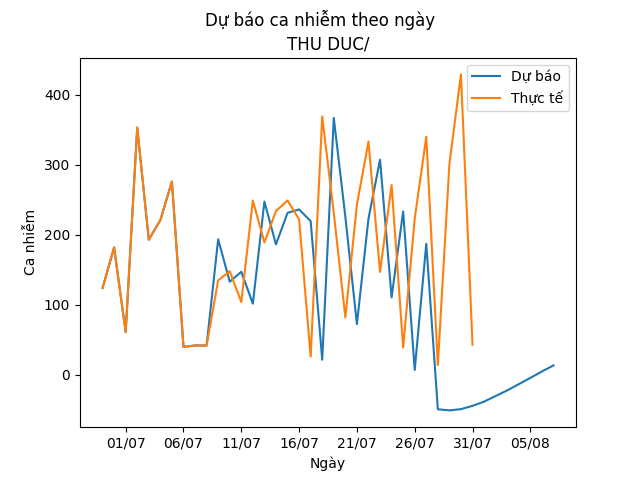 Dự báo ca nhiễm theo ngày
THU DUC/
Dự báo
Thực tế
400
300
200
100
0
Ca nhiễm
01/07 06/07 11/07 16/07 21/07 26/07 31/07 05/08
Ngày